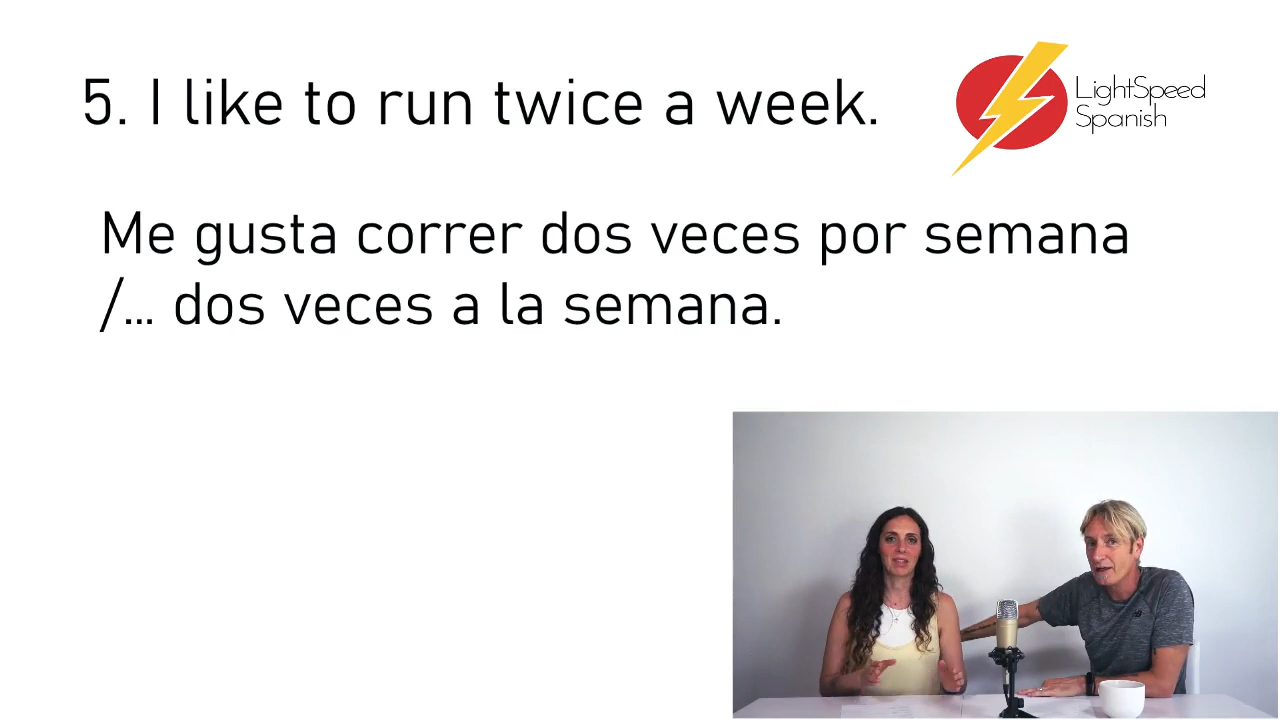 5. I like to run twice a week.
LightSpeed
Spanish
Me gusta correr dos veces por semana
/... dos veces a la semana.